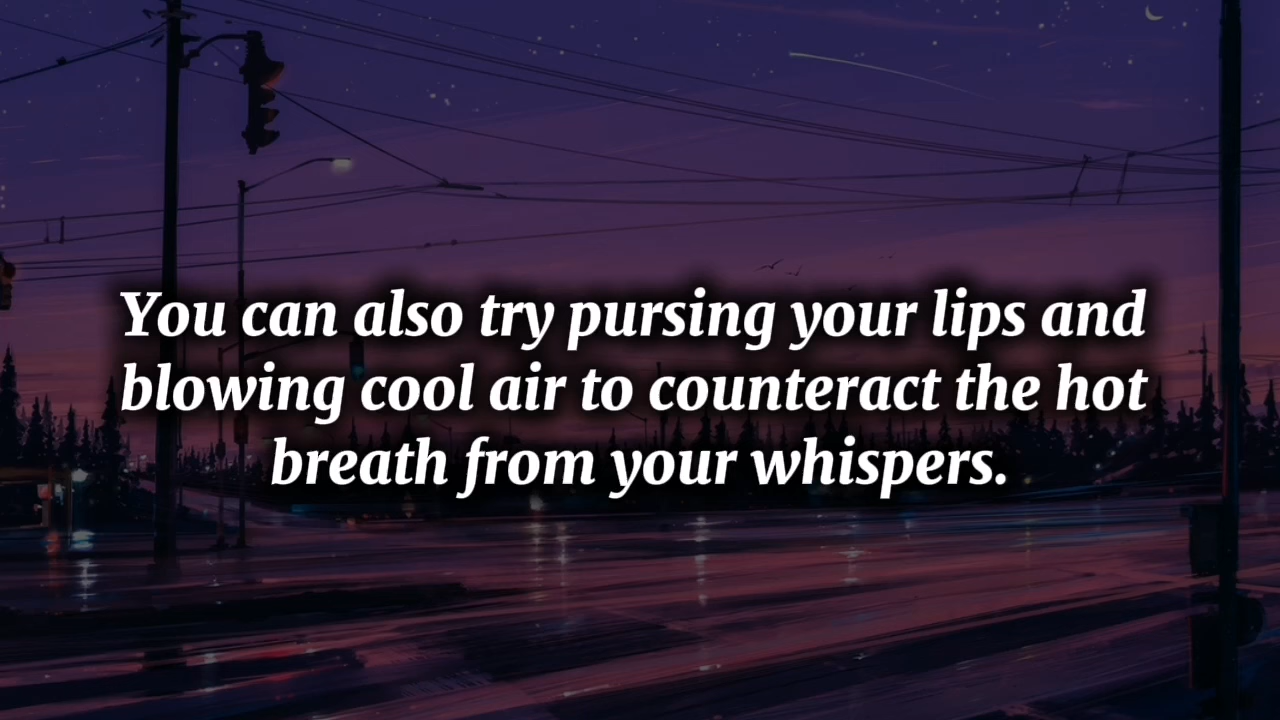 You can also try pursing your lips and
blowing cool air to counteract the hot
breath from your whispers.